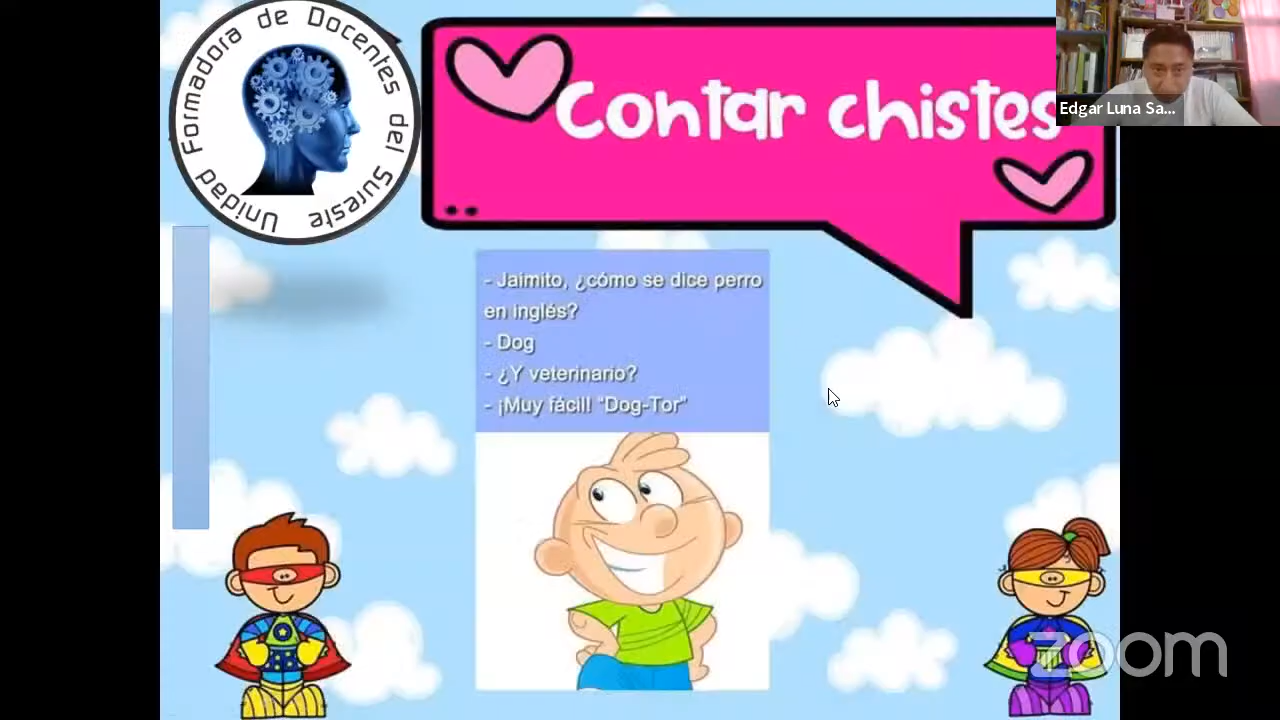 Unidad Formadora de Docentes del Sureste
Contar chistes
Edgar Luna Sa...
- Jaimito, ¿cómo se dice perro
en inglés?
- Dog
- ¿Y veterinario?
- ¡Muy fácill “Dog-Tor”
zoom